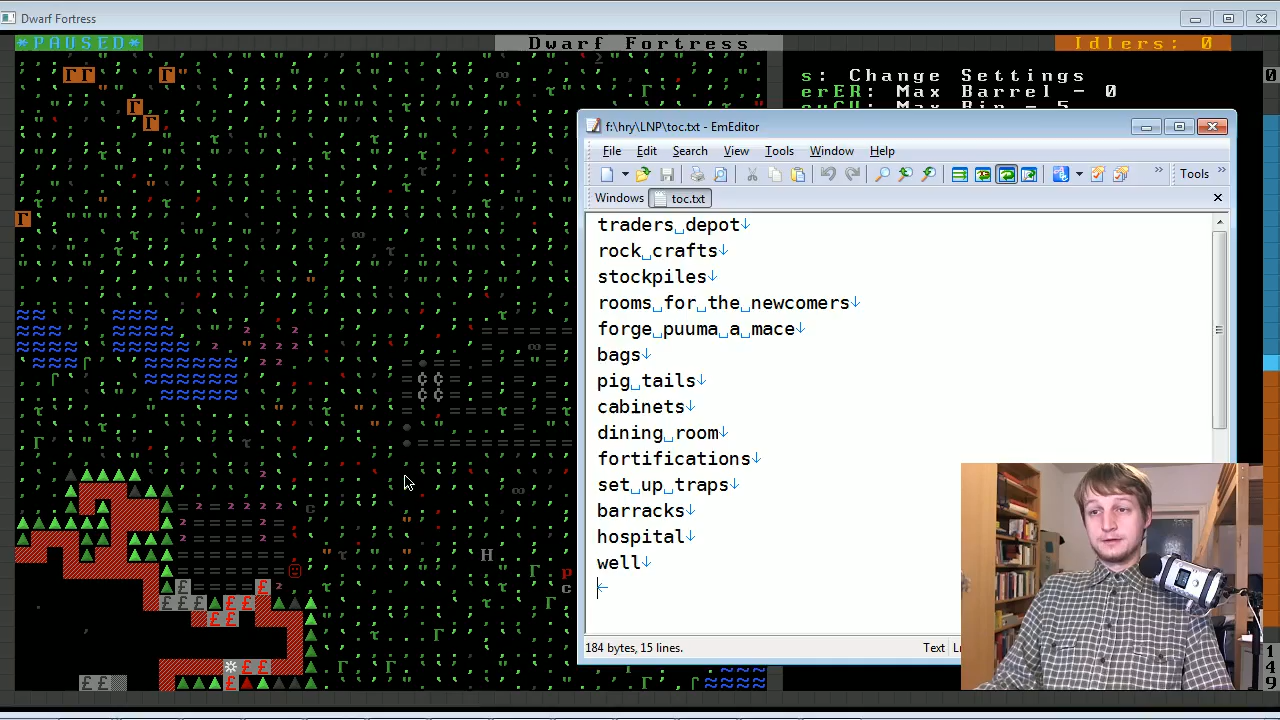 Dwarf Fortress
*PAUSED*
Dwarf Fortress
Idlers: 0
s: Change Settings
erER: Max Barrel - 0
Max Bin - 5
f:\hry\LNP\toc.txt - EmEditor
File Edit Search View Tools Window Help
Tools
Windows toc.txt
traders depot
rock crafts
stockpiles
rooms for the newcomers
forge puuma a mace
bags
pig tails
cabinets
dining room
fortifications
set up traps
barracks
hospital
well
184 bytes, 15 lines.
Text